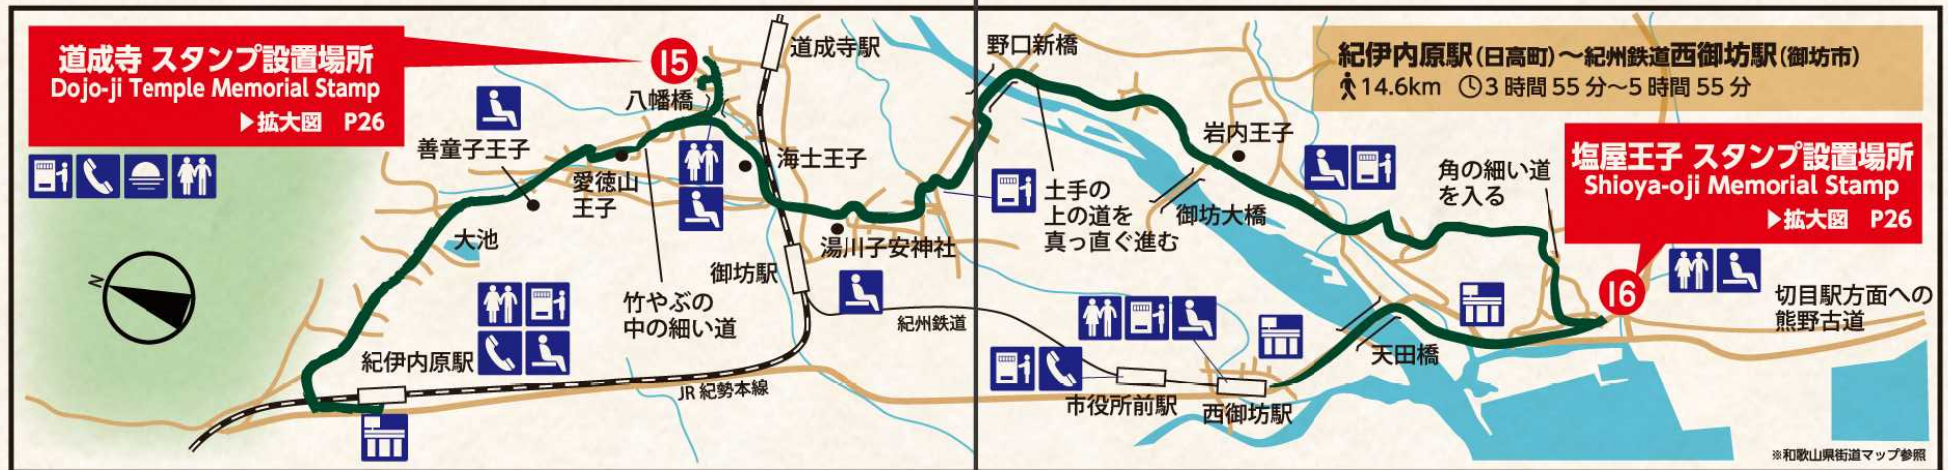 道成寺 スタンプ設置場所
Dojo-ji Temple Memorial Stamp
▶拡大図 P26
15
道成寺駅
八幡橋
善童子王子
愛徳山
王子
海士王子
大池
湯川子安神社
御坊駅
竹やぶの
中の細い道
紀伊内原駅
JR 紀勢本線
紀州鉄道
N
野口新橋
紀伊内原駅(日高町)～紀州鉄道西御坊駅(御坊市)
14.6km 3時間55分～5時間55分
岩内王子
土手の
上の道を
真っ直ぐ進む
御坊大橋
角の細い道
を入る
塩屋王子 スタンプ設置場所
Shioya-oji Memorial Stamp
▶拡大図 P26
16
切目駅方面への
熊野古道
天田橋
市役所前駅
西御坊駅
※和歌山県街道マップ参照